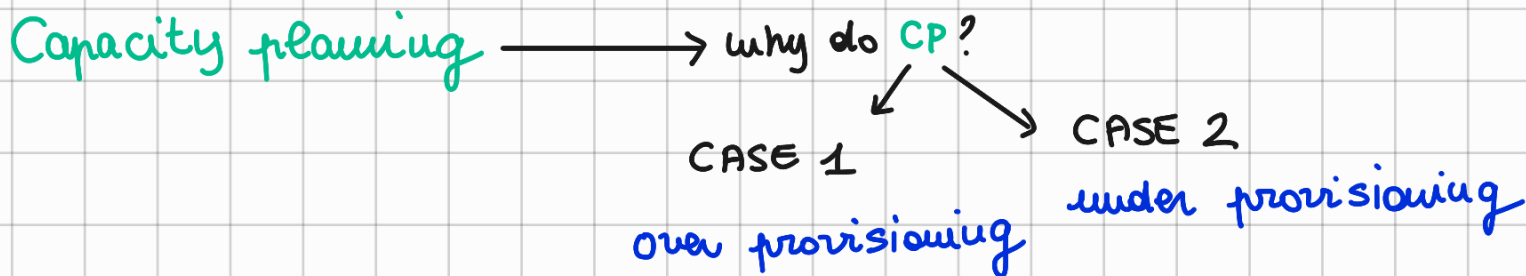 Capacity planning → why do CP?
CASE 1
CASE 2
over provisioning
under provisioning